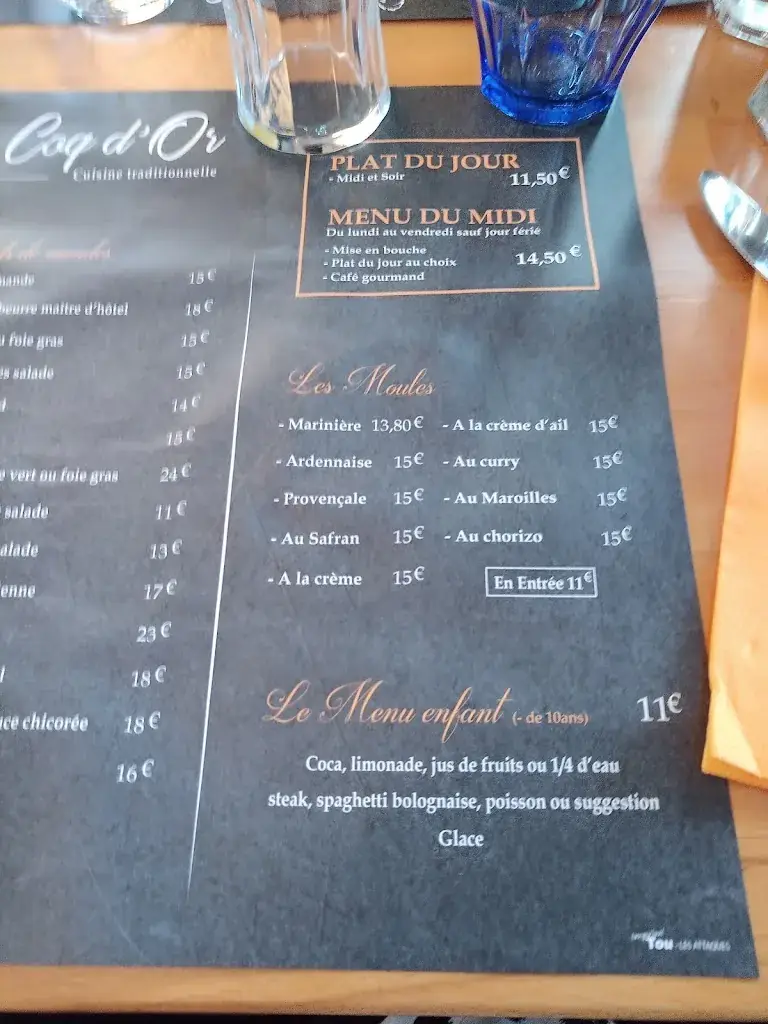 Coq d'Or
Cuisine traditionnelle
15€
beurre maître d'hôtel 18€
foie gras 15€
salade 15€
14€
15€
vert ou foie gras 24€
salade 11€
13€
17€
23€
18€
chicorée 18€
16€
PLAT DU JOUR
- Midi et Soir 11,50€
MENU DU MIDI
Du lundi au vendredi sauf jour férié
- Mise en bouche
- Plat du jour au choix 14,50€
- Café gourmand
Les Moules
- Marinière 13,80€ - A la crème d'ail 15€
- Ardennaise 15€ - Au curry 15€
- Provençale 15€ - Au Maroilles 15€
- Au Safran 15€ - Au chorizo 15€
- A la crème 15€ En Entrée 11€
Le Menu enfant (- de 10ans) 11€
Coca, limonade, jus de fruits ou 1/4 d'eau
steak, spaghetti bolognaise, poisson ou suggestion
Glace
You - LES ATTAQUES